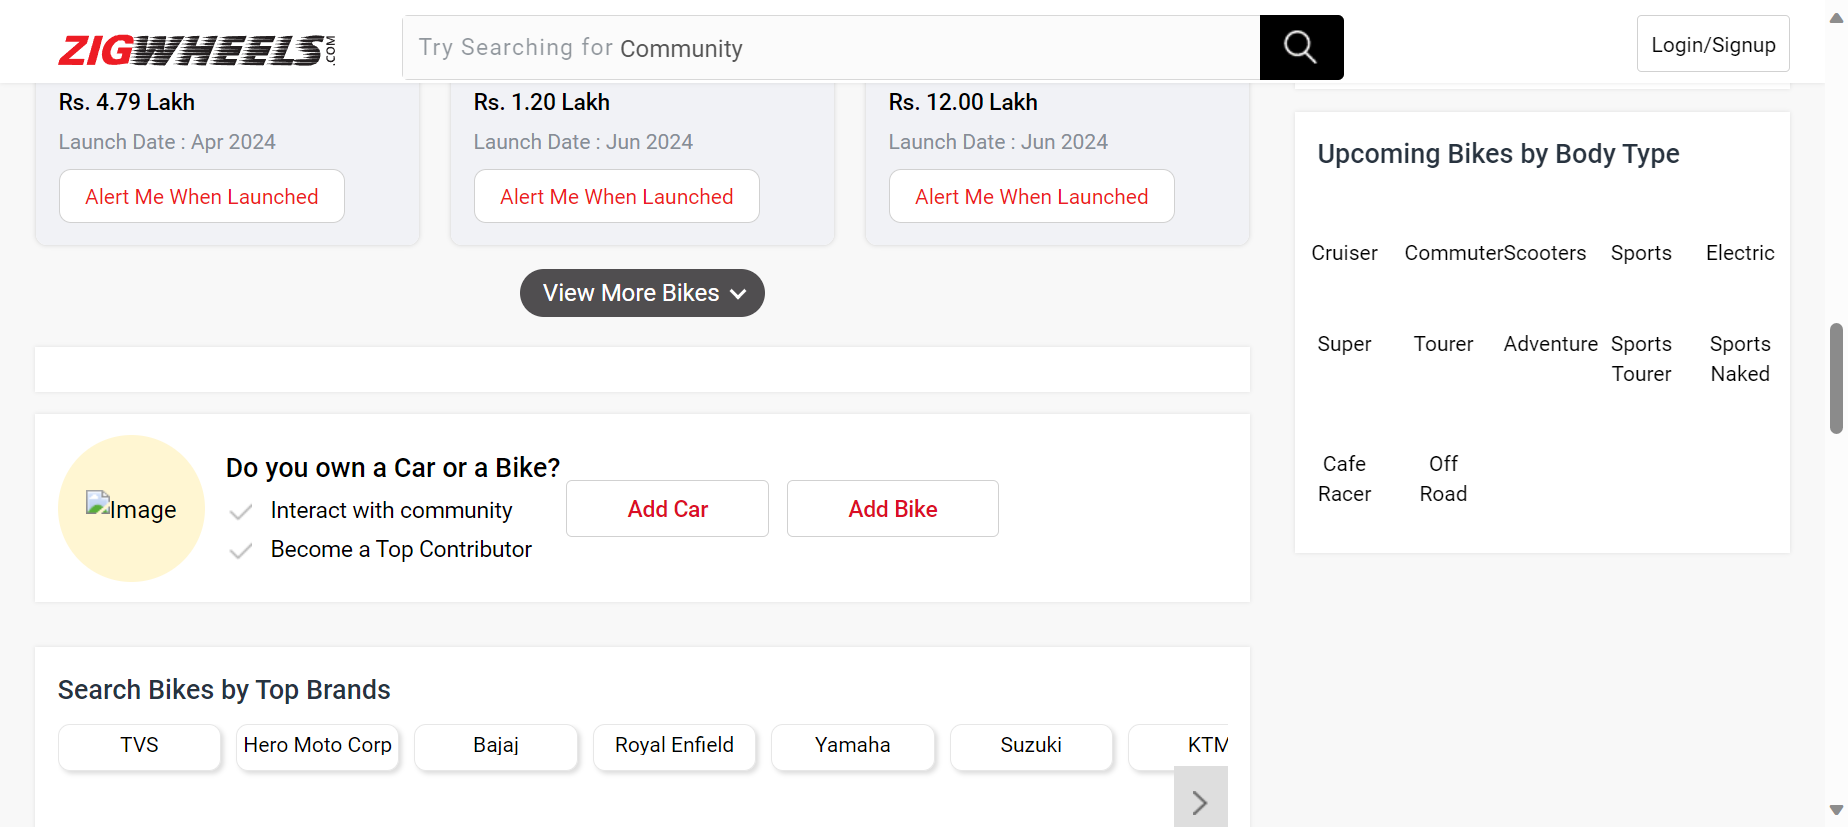 ZIGWHEELS.COM
Try Searching for Community
Login/Signup
Rs. 4.79 Lakh
Launch Date : Apr 2024
Alert Me When Launched
Rs. 1.20 Lakh
Launch Date : Jun 2024
Alert Me When Launched
Rs. 12.00 Lakh
Launch Date : Jun 2024
Alert Me When Launched
View More Bikes
Do you own a Car or a Bike?
Image
Interact with community
Become a Top Contributor
Add Car
Add Bike
Search Bikes by Top Brands
TVS
Hero Moto Corp
Bajaj
Royal Enfield
Yamaha
Suzuki
KTM
Upcoming Bikes by Body Type
Cruiser
Commuter
Scooters
Sports
Electric
Super
Tourer
Adventure
Sports
Tourer
Sports
Naked
Cafe
Racer
Off
Road